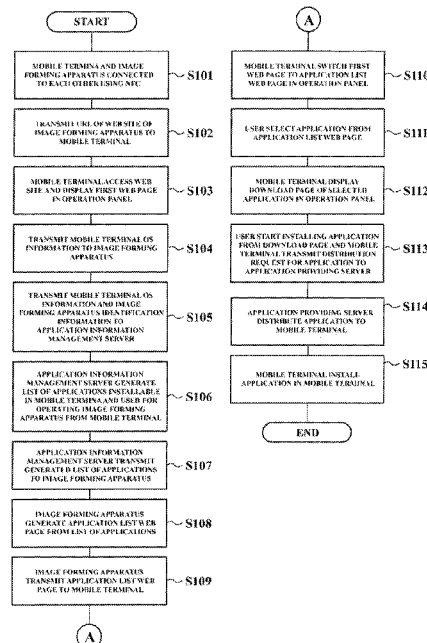 START
MOBILE TERMINA AND IMAGE
FORMING APPARATUS CONNECTED
TO EACH OTHER USING NFC
S101
TRANSMIT URL OF WEB SITE OF
IMAGE FORMING APPARATUS TO
MOBILE TERMINAL
S102
MOBILE TERMINAL ACCESS WEB
SITE AND DISPLAY FIRST WEB PAGE
IN OPERATION PANEL
S103
TRANSMIT MOBILE TERMINAL OS
INFORMATION TO IMAGE FORMING
APPARATUS
S104
TRANSMIT MOBILE TERMINAL OS
INFORMATION AND IMAGE
FORMING APPARATUS IDENTIFICATION
INFORMATION TO
APPLICATION INFORMATION
MANAGEMENT SERVER
S105
APPLICATION INFORMATION
MANAGEMENT SERVER GENERATE
LIST OF APPLICATIONS INSTALLABLE
IN MOBILE TERMINA AND USED FOR
OPERATING IMAGE FORMING
APPARATUS FROM MOBILE TERMINAL
S106
APPLICATION INFORMATION
MANAGEMENT SERVER TRANSMIT
GENERATED LIST OF APPLICATIONS
TO IMAGE FORMING APPARATUS
S107
IMAGE FORMING APPARATUS
GENERATE APPLICATION LIST WEB
PAGE FROM LIST OF APPLICATIONS
S108
IMAGE FORMING APPARATUS
TRANSMIT APPLICATION LIST WEB
PAGE TO MOBILE TERMINAL
S109
A
A
MOBILE TERMINAL SWITCH FIRST
WEB PAGE TO APPLICATION LIST
WEB PAGE IN OPERATION PANEL
S110
USER SELECT APPLICATION FROM
APPLICATION LIST WEB PAGE
S111
MOBILE TERMINAL DISPLAY
DOWNLOAD PAGE OF SELECTED
APPLICATION IN OPERATION PANEL
S112
USER START INSTALLING APPLICATION
FROM DOWNLOAD PAGE AND MOBILE
TERMINAL TRANSMIT DISTRIBUTION
REQUEST FOR APPLICATION TO
APPLICATION PROVIDING SERVER
S113
APPLICATION PROVIDING SERVER
DISTRIBUTE APPLICATION TO
MOBILE TERMINAL
S114
MOBILE TERMINAL INSTALL
APPLICATION IN MOBILE TERMINAL
S115
END